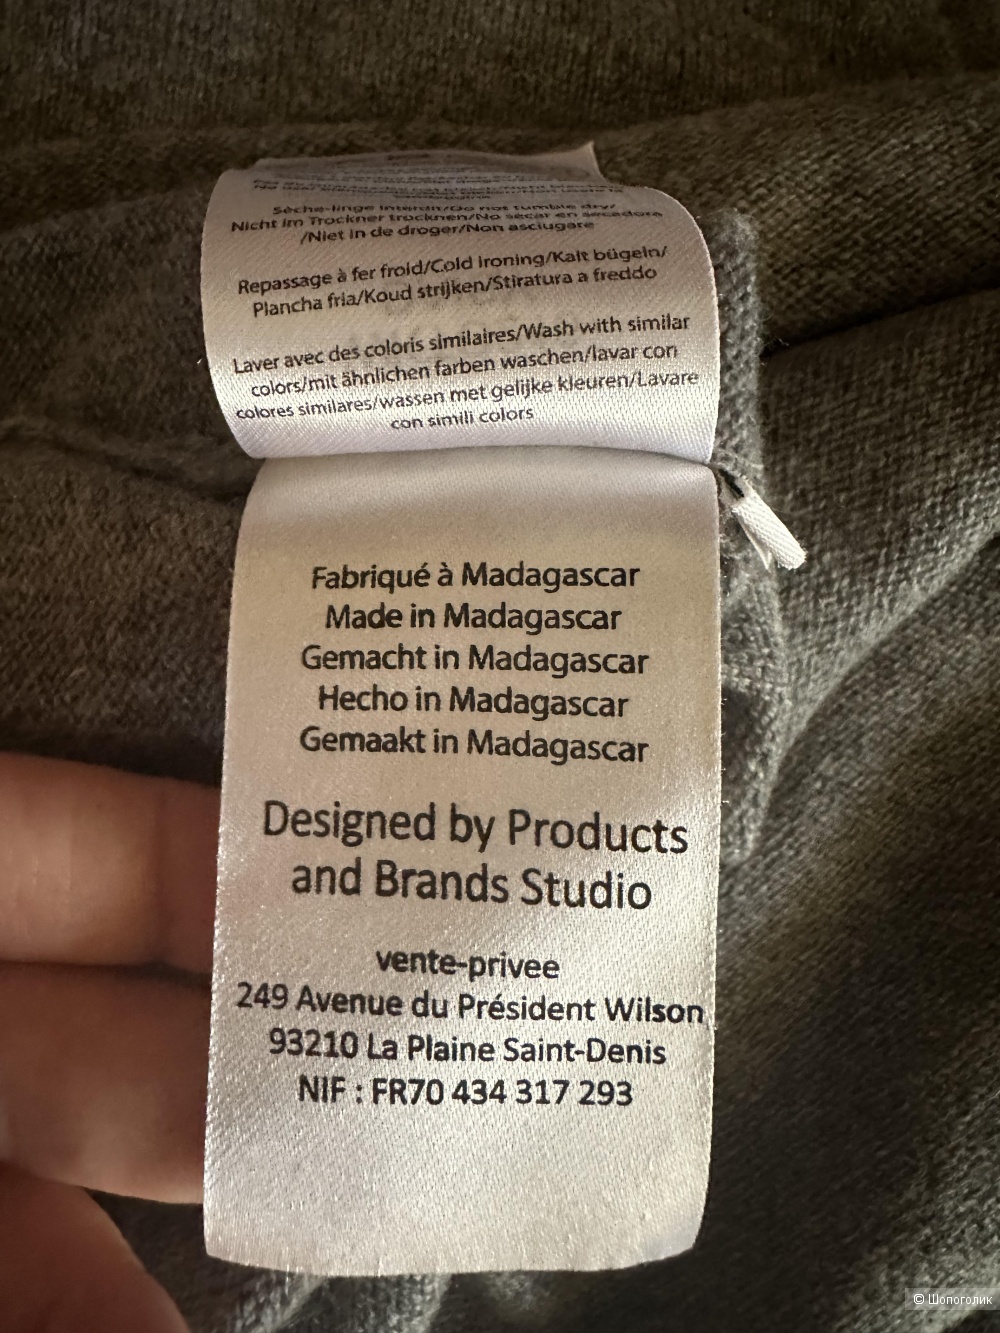 Sèche-linge interdit/Do not tumble dry/
Nicht im Trockner trocknen/No secar en secadora
/Niet in de droger/Non asciugare
Repassage à fer froid/Cold ironing/Kalt bügeln/
Plancha fria/Koud strijken/Stiratura a freddo
Laver avec des coloris similaires/Wash with similar
colors/mit ähnlichen farben waschen/lavar con
colores similares/wassen met gelijke kleuren/Lavare
con simili colors
Fabriqué à Madagascar
Made in Madagascar
Gemacht in Madagascar
Hecho in Madagascar
Gemaakt in Madagascar
Designed by Products
and Brands Studio
vente-privee
249 Avenue du Président Wilson
93210 La Plaine Saint-Denis
NIF : FR70 434 317 293
© Шопоголик